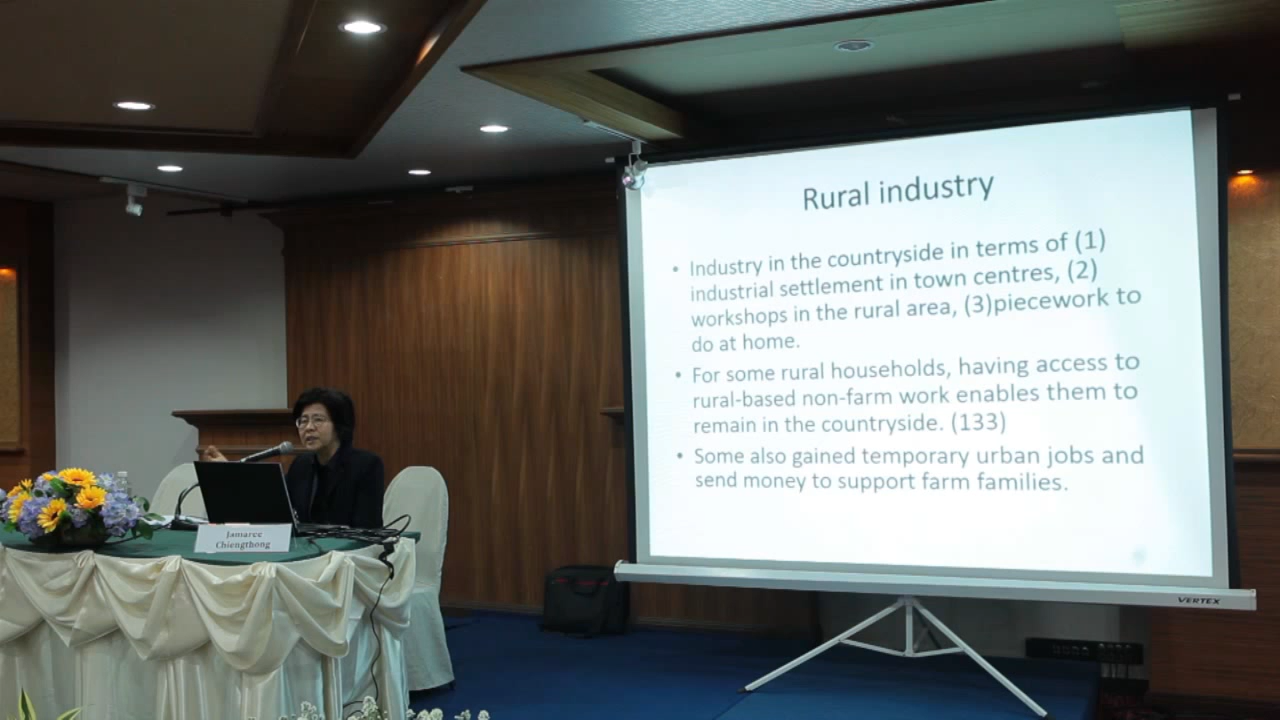 Rural industry
• Industry in the countryside in terms of (1)
industrial settlement in town centres, (2)
workshops in the rural area, (3)piecework to
do at home.
• For some rural households, having access to
rural-based non-farm work enables them to
remain in the countryside. (133)
• Some also gained temporary urban jobs and
send money to support farm families.
VERTEX
Jamaree
Chiengthong